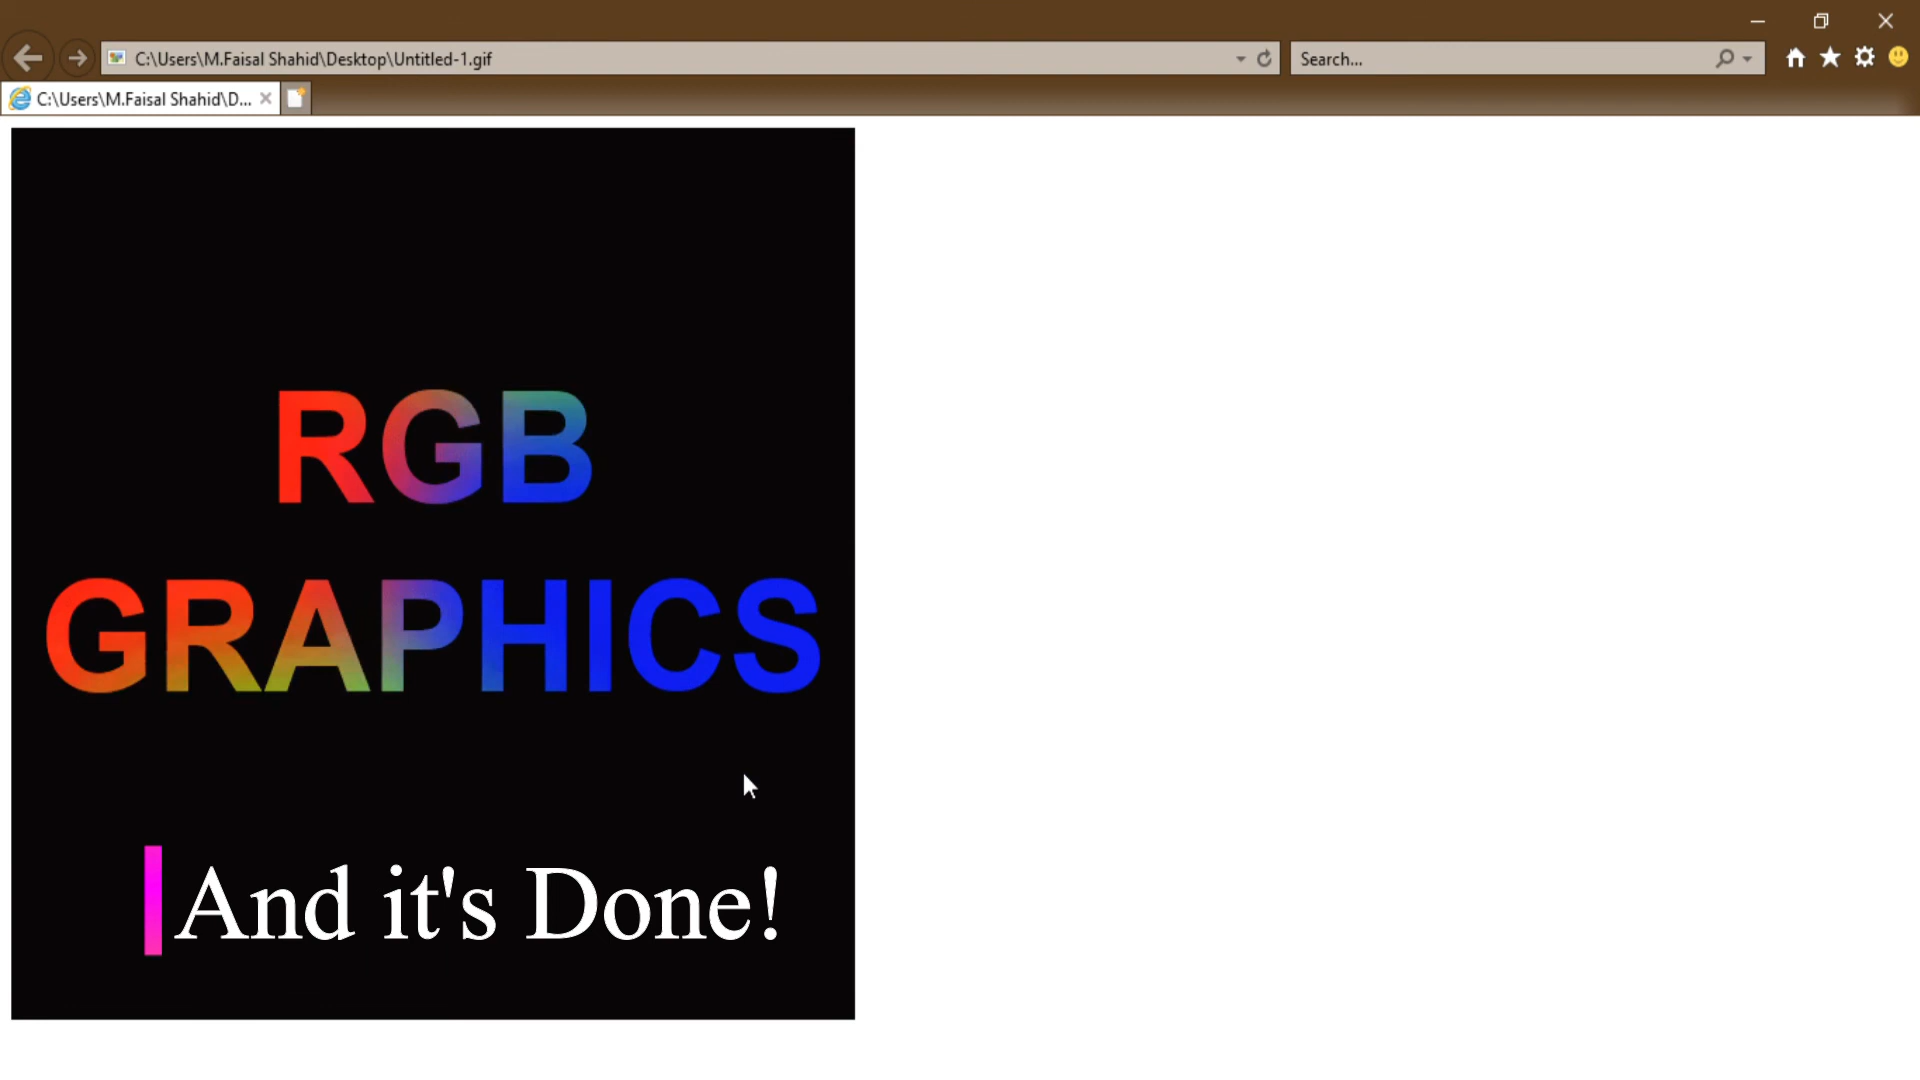 C:\Users\M.Faisal Shahid\Desktop\Untitled-1.gif
Search...
C:\Users\M.Faisal Shahid\D...
RGB
GRAPHICS
And it's Done!